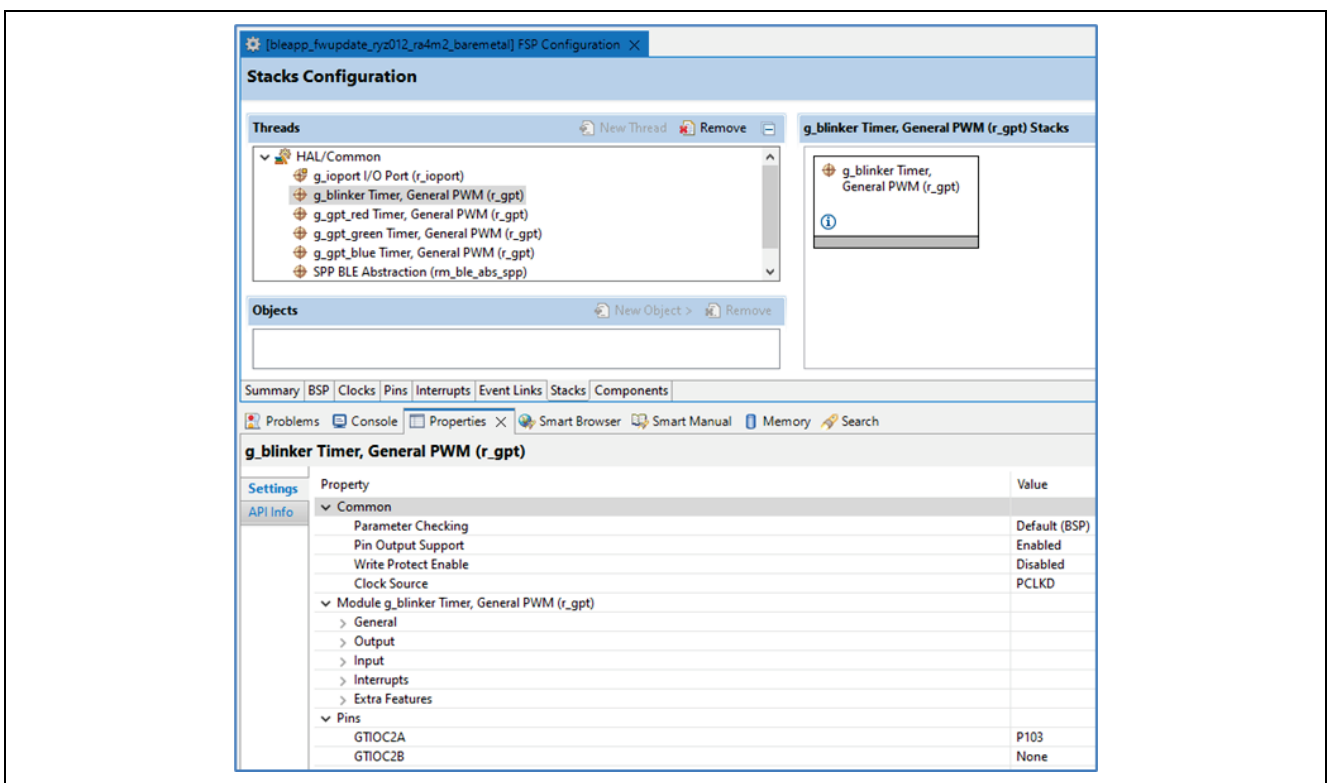 [bleapp_fwupdate_ryz012_ra4m2_baremetal] FSP Configuration
Stacks Configuration
Threads
New Thread
Remove
HAL/Common
g_ioport I/O Port (r_ioport)
g_blinker Timer, General PWM (r_gpt)
g_gpt_red Timer, General PWM (r_gpt)
g_gpt_green Timer, General PWM (r_gpt)
g_gpt_blue Timer, General PWM (r_gpt)
SPP BLE Abstraction (rm_ble_abs_spp)
Objects
New Object >
Remove
g_blinker Timer, General PWM (r_gpt) Stacks
g_blinker Timer,
General PWM (r_gpt)
Summary BSP Clocks Pins Interrupts Event Links Stacks Components
Problems Console Properties Smart Browser Smart Manual Memory Search
g_blinker Timer, General PWM (r_gpt)
Settings
API Info
Property Value
Common
Parameter Checking Default (BSP)
Pin Output Support Enabled
Write Protect Enable Disabled
Clock Source PCLKD
Module g_blinker Timer, General PWM (r_gpt)
General
Output
Input
Interrupts
Extra Features
Pins
GTIOC2A P103
GTIOC2B None